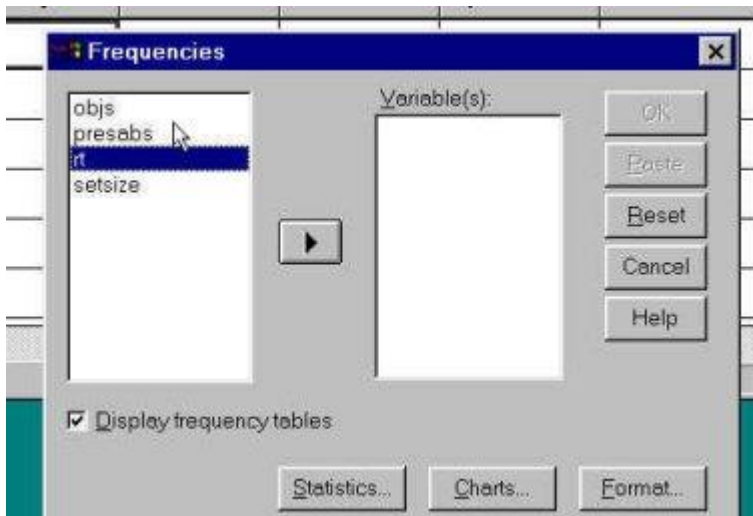 Frequencies
objs
presabs
rt
setsize
Variable(s):
OK
Paste
Reset
Cancel
Help
Display frequency tables
Statistics...
Charts...
Format...